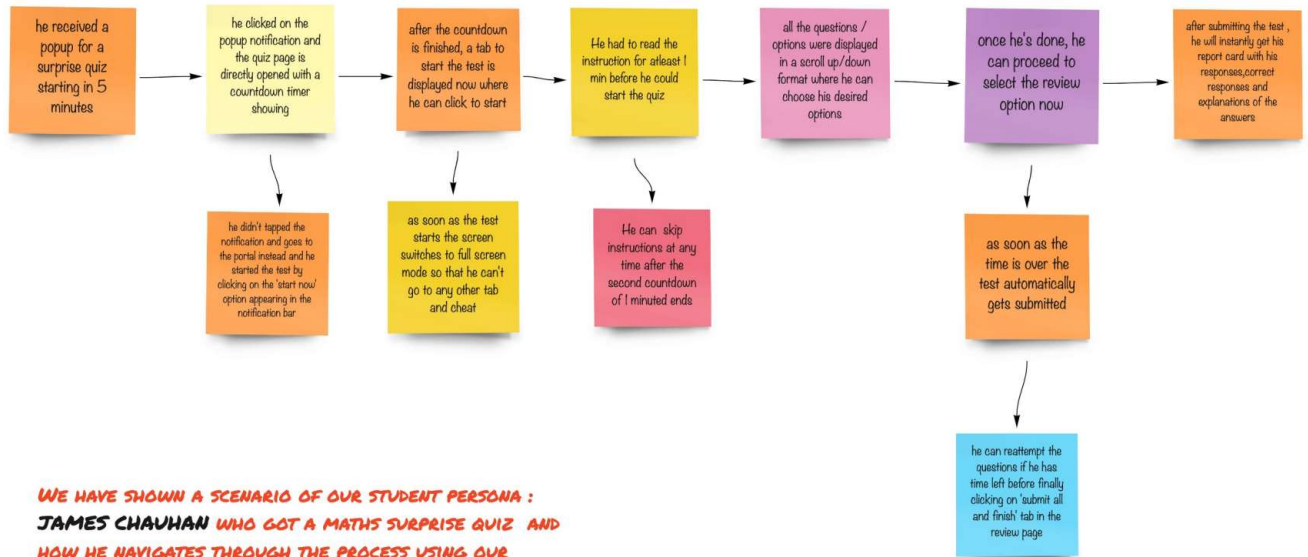 he received a
popup for a
surprise quiz
starting in 5
minutes
he clicked on the
popup notification and
the quiz page is
directly opened with a
cowntdown timer
showing
after the countdown
is finished, a tab to
start the test is
displayed now where
he can click to start
He had to read the
instruction for atleast 1
min before he could
start the quiz
all the questions /
options were displayed
in a scroll up/down
format where he can
choose his desired
options
once he's done, he
can proceed to
select the review
option now
after submitting the test ,
he will instantly get his
report card with his
responses,correct
responses and
explanations of the
answers
he didn't tapped the
notification and goes to
the portal instead and he
started the test by
clicking on the 'start now'
option appearing in the
notification bar
as soon as the test
starts the screen
switches to full screen
mode so that he can't
go to any other tab
and cheat
He can skip
instructions at any
time after the
second countdown
of 1 minuted ends
as soon as the
time is over the
test automatically
gets submitted
he can reattempt the
questions if he has
time left before finally
clicking on 'submit all
and finish' tab in the
review page
WE HAVE SHOWN A SCENARIO OF OUR STUDENT PERSONA :
JAMES CHAUHAN WHO GOT A MATHS SURPRISE QUIZ AND
HOW HE NAVIGATES THROUGH THE PROCESS USING OUR